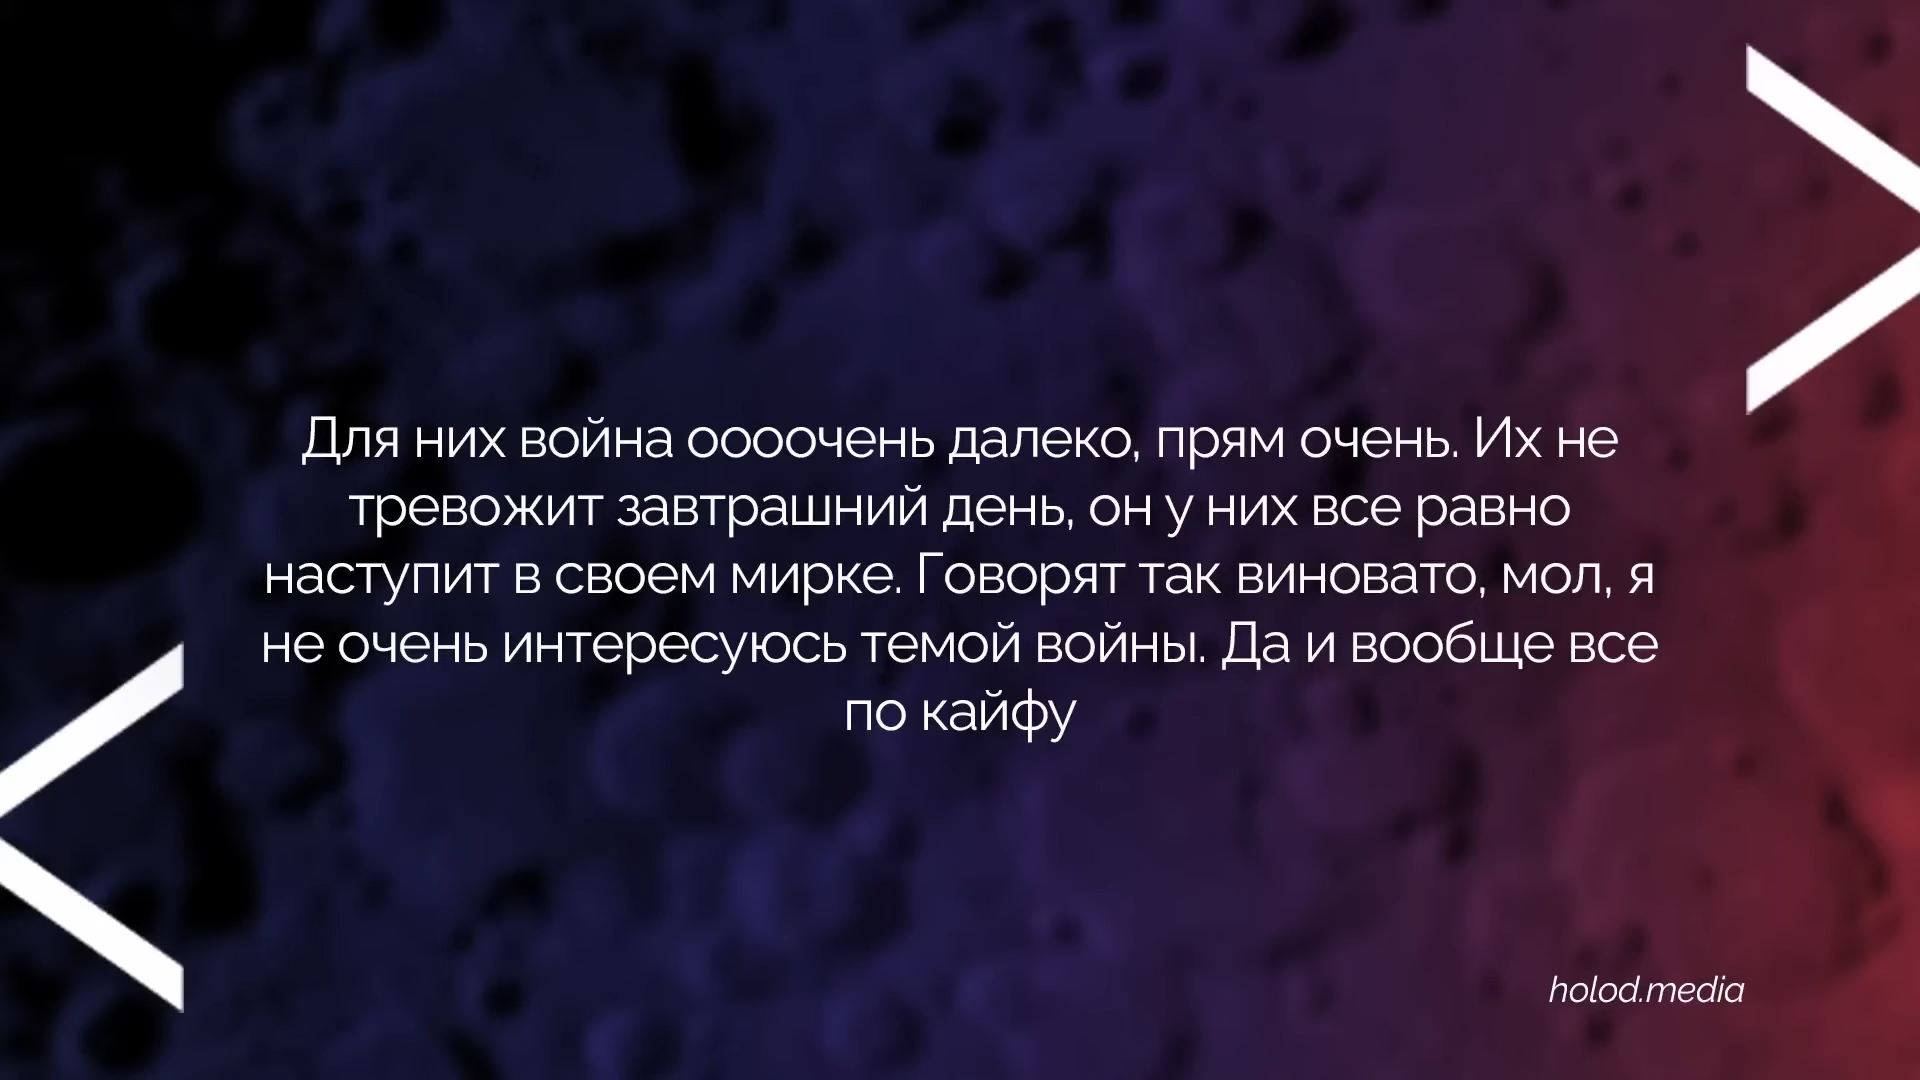 Для них война оооочень далеко, прям очень. Их не
тревожит завтрашний день, он у них все равно
наступит в своем мирке. Говорят так виновато, мол, я
не очень интересуюсь темой войны. Да и вообще все
по кайфу
holod.media